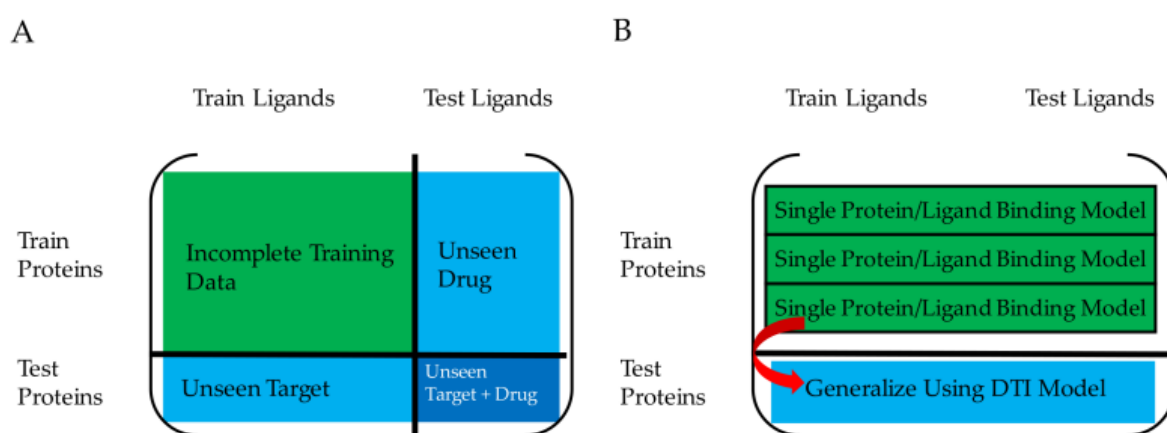 A
Train Ligands
Test Ligands
Train
Proteins
Incomplete Training
Data
Unseen
Drug
Test
Proteins
Unseen Target
Unseen
Target + Drug
B
Train Ligands
Test Ligands
Train
Proteins
Single Protein/Ligand Binding Model
Single Protein/Ligand Binding Model
Single Protein/Ligand Binding Model
Test
Proteins
Generalize Using DTI Model